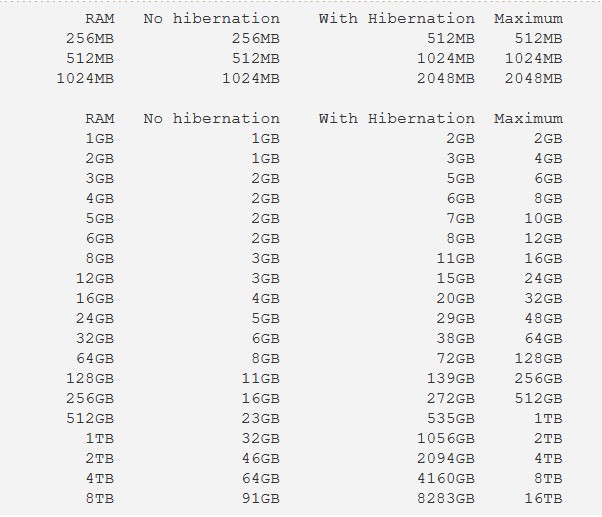 RAM No hibernation With Hibernation Maximum
256MB 256MB 512MB 512MB
512MB 512MB 1024MB 1024MB
1024MB 1024MB 2048MB 2048MB
RAM No hibernation With Hibernation Maximum
1GB 1GB 2GB 2GB
2GB 1GB 3GB 4GB
3GB 2GB 5GB 6GB
4GB 2GB 6GB 8GB
5GB 2GB 7GB 10GB
6GB 2GB 8GB 12GB
8GB 3GB 11GB 16GB
12GB 3GB 15GB 24GB
16GB 4GB 20GB 32GB
24GB 5GB 29GB 48GB
32GB 6GB 38GB 64GB
64GB 8GB 72GB 128GB
128GB 11GB 139GB 256GB
256GB 16GB 272GB 512GB
512GB 23GB 535GB 1TB
1TB 32GB 1056GB 2TB
2TB 46GB 2094GB 4TB
4TB 64GB 4160GB 8TB
8TB 91GB 8283GB 16TB